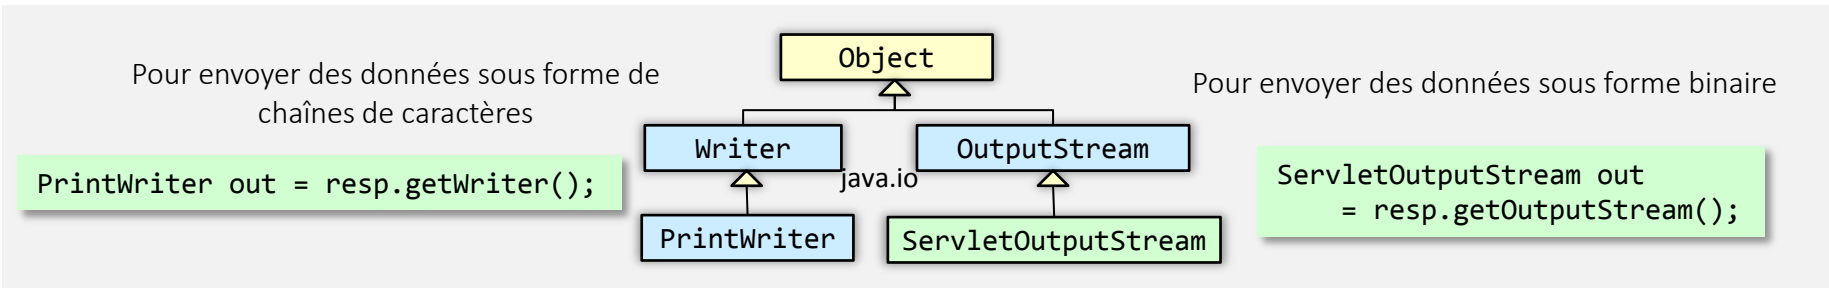 Pour envoyer des données sous forme de
chaînes de caractères
PrintWriter out = resp.getWriter();
Object
Writer
OutputStream
java.io
PrintWriter
ServletOutputStream
Pour envoyer des données sous forme binaire
ServletOutputStream out
= resp.getOutputStream();